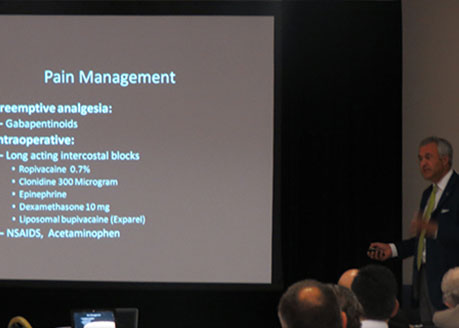 Pain Management
reemptive analgesia:
– Gabapentinoids
ntraoperative:
– Long acting intercostal blocks
• Ropivacaine 0.7%
• Clonidine 300 Microgram
• Epinephrine
• Dexamethasone 10 mg
• Liposomal bupivacaine (Exparel)
– NSAIDS, Acetaminophen